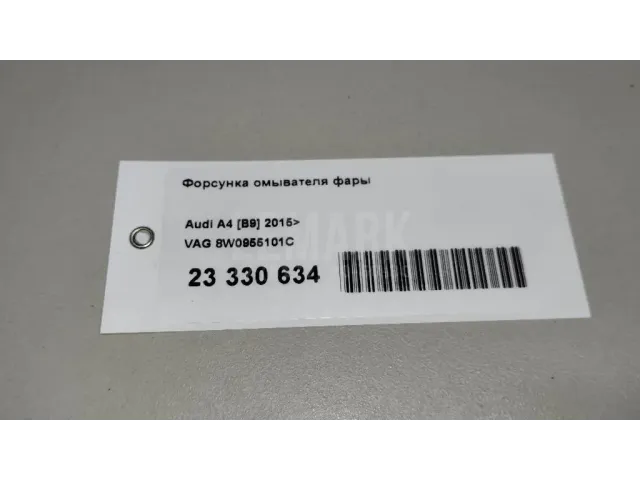 Форсунка омывателя фары
Audi A4 [B9] 2015>
VAG 8W0955101C
23 330 634